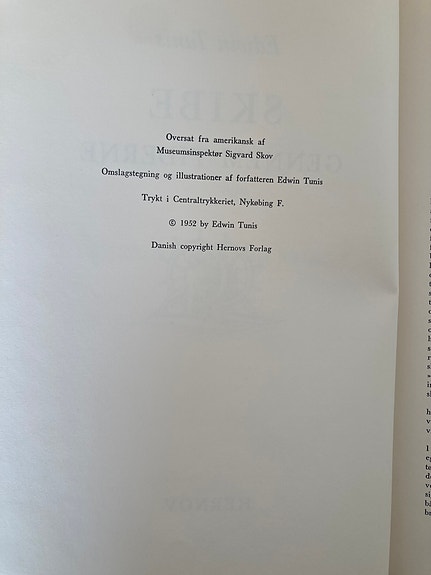 Oversat fra amerikansk af
Museumsinspektør Sigvard Skov
Omslagstegning og illustrationer af forfatteren Edwin Tunis
Trykt i Centraltrykkeriet, Nykøbing F.
© 1952 by Edwin Tunis
Danish copyright Hernovs Forlag